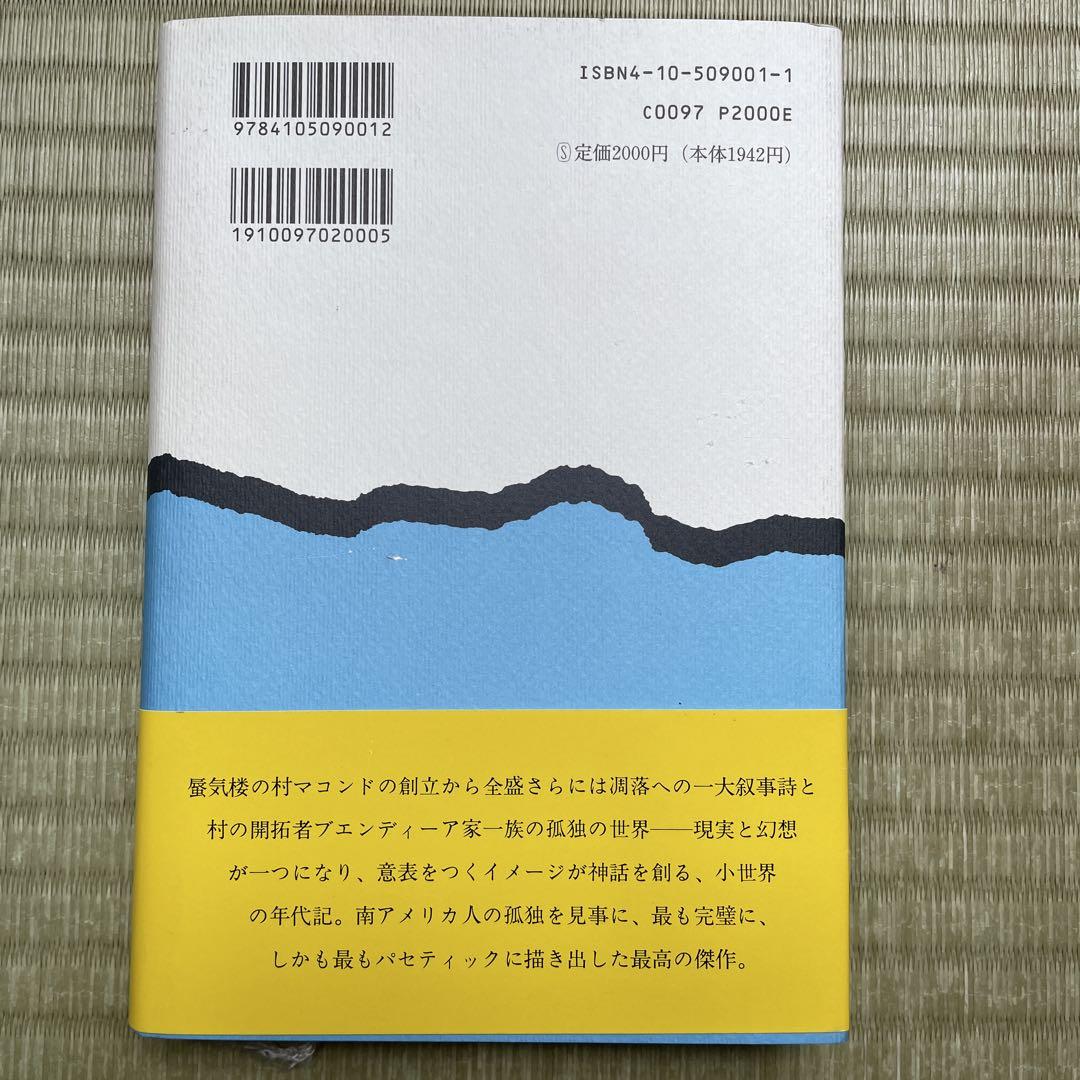 9784105090012
1910097020005
ISBN4-10-509001-1
C0097 P2000E
Ⓢ定価2000円（本体1942円）
蜃気楼の村マコンドの創立から全盛さらには凋落への一大叙事詩と
村の開拓者ブエンディーア家一族の孤独の世界――現実と幻想
が一つになり、意表をつくイメージが神話を創る、小世界
の年代記。南アメリカ人の孤独を見事に、最も完璧に、
しかも最もパセティックに描き出した最高の傑作。